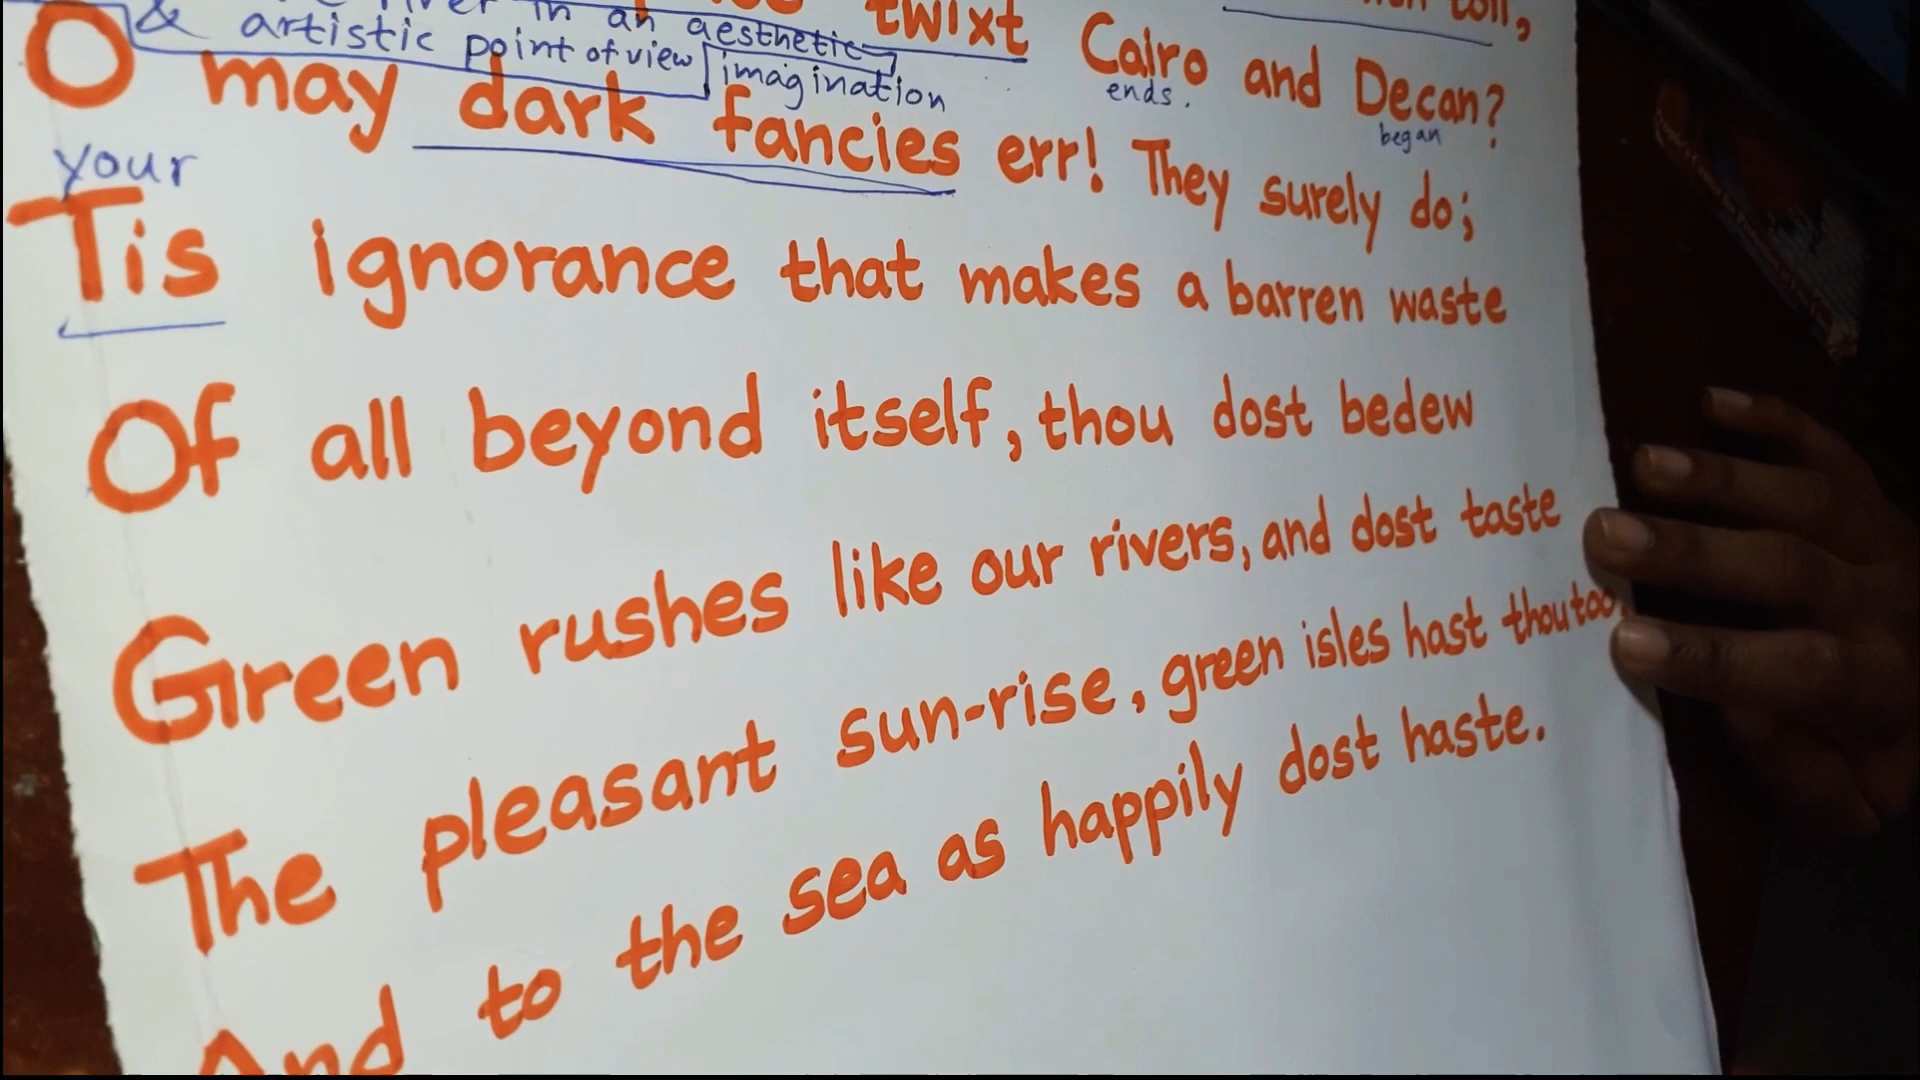 river in an aesthetic
& artistic point of view
imagination
twixt Cairo and Decan?
ends.
began
O may dark fancies err! They surely do;
your
Tis ignorance that makes a barren waste
Of all beyond itself, thou dost bedew
Green rushes like our rivers, and dost taste
The pleasant sun-rise, green isles hast thou too,
And to the sea as happily dost haste.